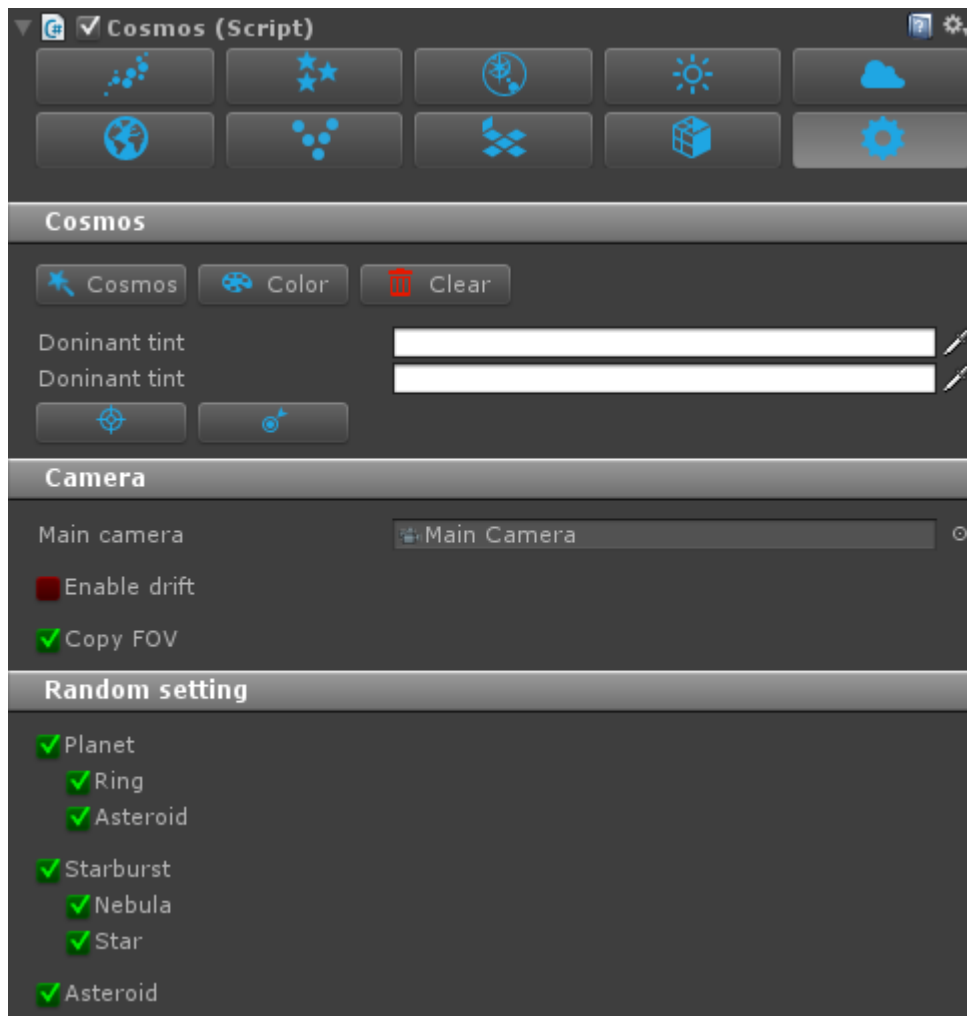 Cosmos (Script)
Cosmos
Cosmos Color Clear
Doninant tint
Doninant tint
Camera
Main camera Main Camera
Enable drift
Copy FOV
Random setting
Planet
Ring
Asteroid
Starburst
Nebula
Star
Asteroid